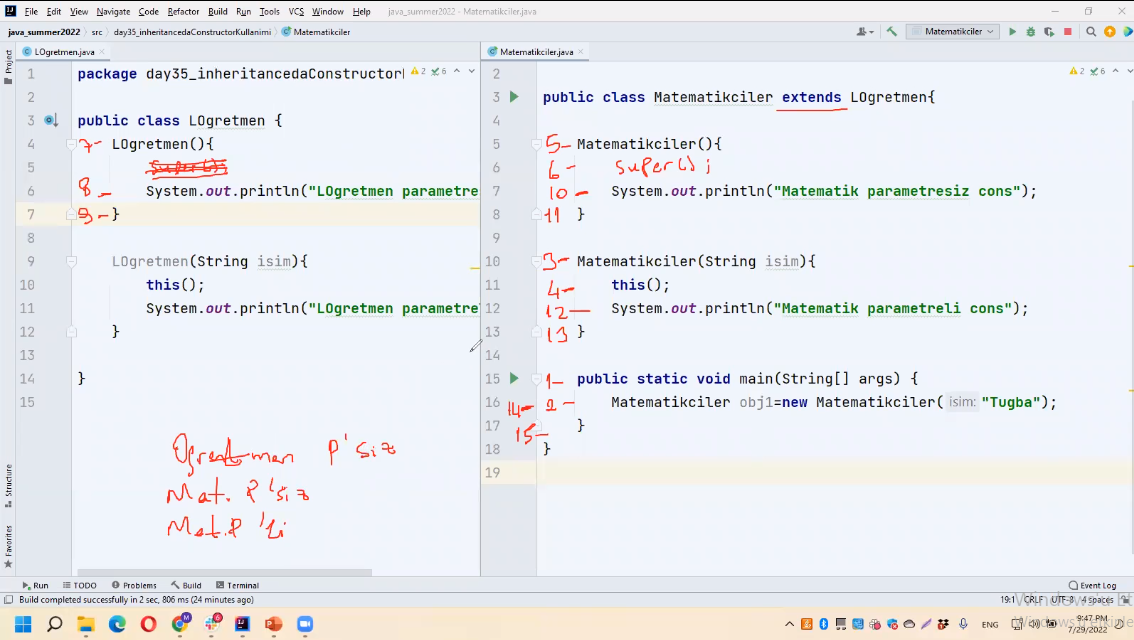 File Edit View Navigate Code Refactor Build Run Tools VCS Window Help java_summer2022 - Matematikciler.java
java_summer2022 src day35_inheritancedaConstructorKullanimi Matematikciler Matematikciler
LOgretmen.java
1 package day35_inheritancedaConstructorK
2 6
2
3 public class LOgretmen {
7- 4 LOgretmen(){
5 super();
8 6 System.out.println("LOgretmen parametre
9- 7 }
8
9 LOgretmen(String isim){
10 this();
11 System.out.println("LOgretmen parametre
12 }
13
14 }
15
Ogretmen P'siz
Mat. P'siz
Mat.P 'li
Matematikciler.java
2
2 6
3 public class Matematikciler extends LOgretmen{
4
5 Matematikciler(){ 5-
6 6 - super();
7 10 - System.out.println("Matematik parametresiz cons");
8 11 }
9
10 3- Matematikciler(String isim){
11 4- this();
12 12 - System.out.println("Matematik parametreli cons");
13 13 }
14
15 1- public static void main(String[] args) {
16 14- 2- Matematikciler obj1=new Matematikciler( isim: "Tugba");
17 15- }
18 }
19
Project
Structure
Favorites
Run TODO Problems Build Terminal Event Log
Build completed successfully in 2 sec, 806 ms (24 minutes ago) 19:1 CRLF UTF-8 4 spaces
ENG 9:47 PM
7/29/2022